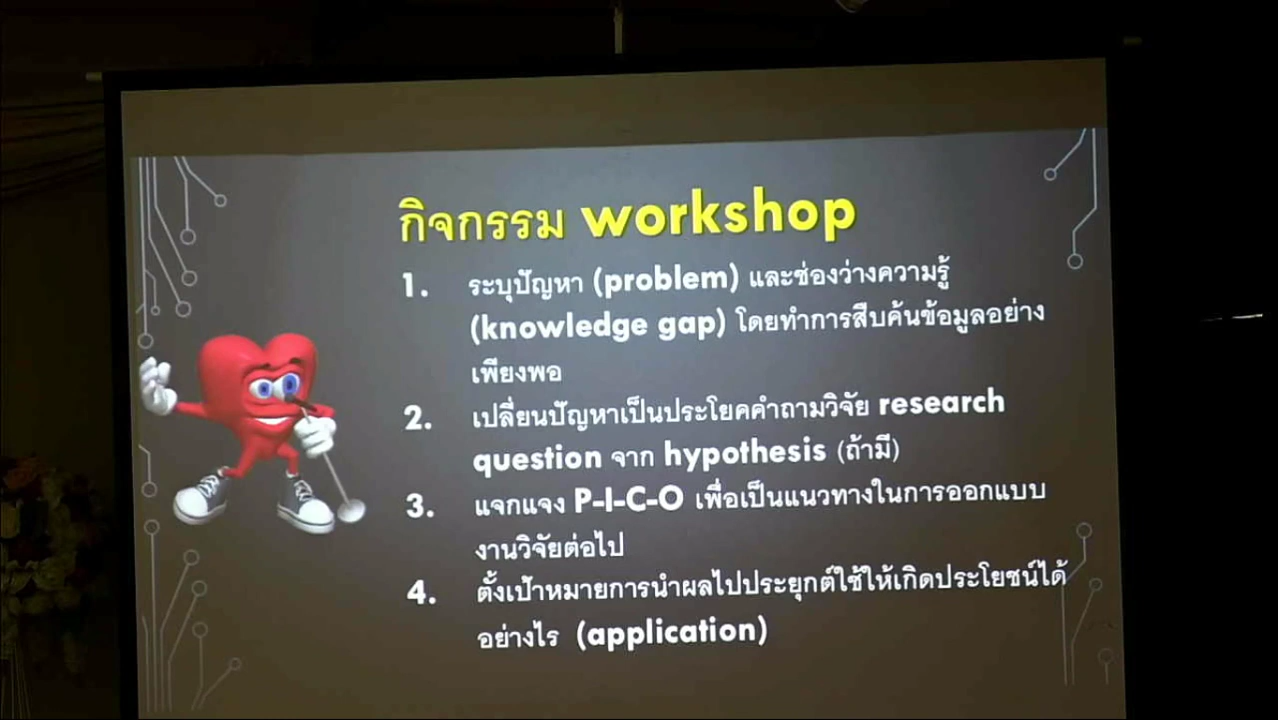 กิจกรรม workshop
1. ระบุปัญหา (problem) และช่องว่างความรู้
(knowledge gap) โดยทำการสืบค้นข้อมูลอย่าง
เพียงพอ
2. เปลี่ยนปัญหาเป็นประโยคคำถามวิจัย research
question จาก hypothesis (ถ้ามี)
3. แจกแจง P-I-C-O เพื่อเป็นแนวทางในการออกแบบ
งานวิจัยต่อไป
4. ตั้งเป้าหมายการนำผลไปประยุกต์ใช้ให้เกิดประโยชน์ได้
อย่างไร (application)